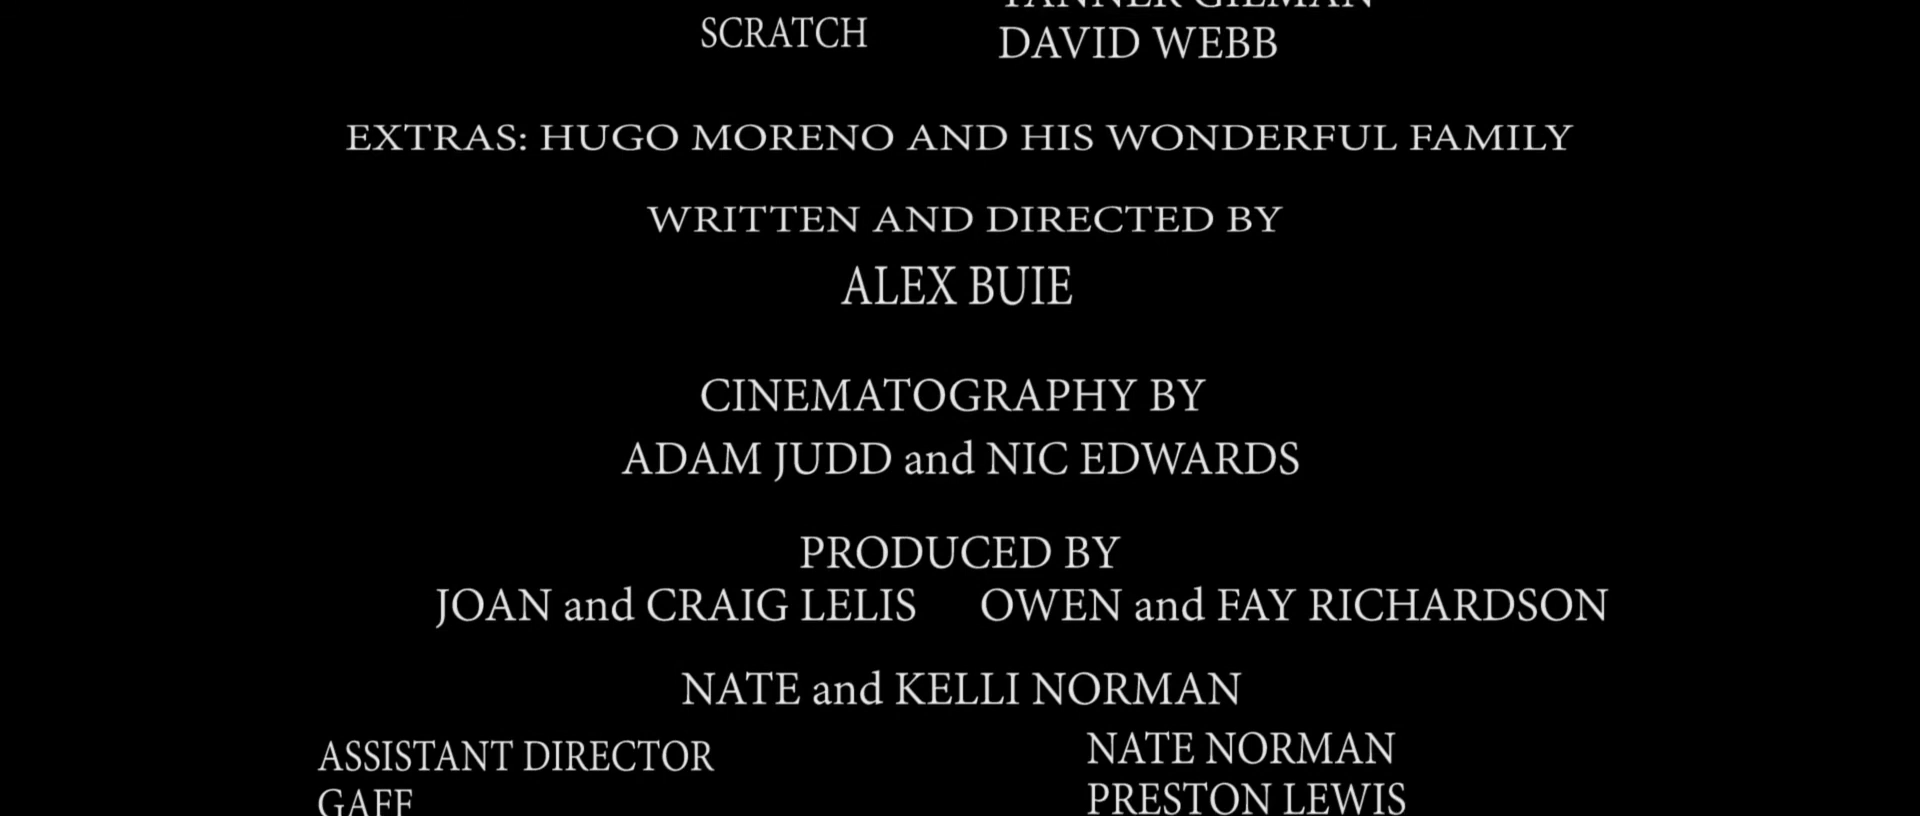 TANNER GILMAN
SCRATCH DAVID WEBB
EXTRAS: HUGO MORENO AND HIS WONDERFUL FAMILY
WRITTEN AND DIRECTED BY
ALEX BUIE
CINEMATOGRAPHY BY
ADAM JUDD and NIC EDWARDS
PRODUCED BY
JOAN and CRAIG LELIS OWEN and FAY RICHARDSON
NATE and KELLI NORMAN
ASSISTANT DIRECTOR NATE NORMAN
GAFF PRESTON LEWIS